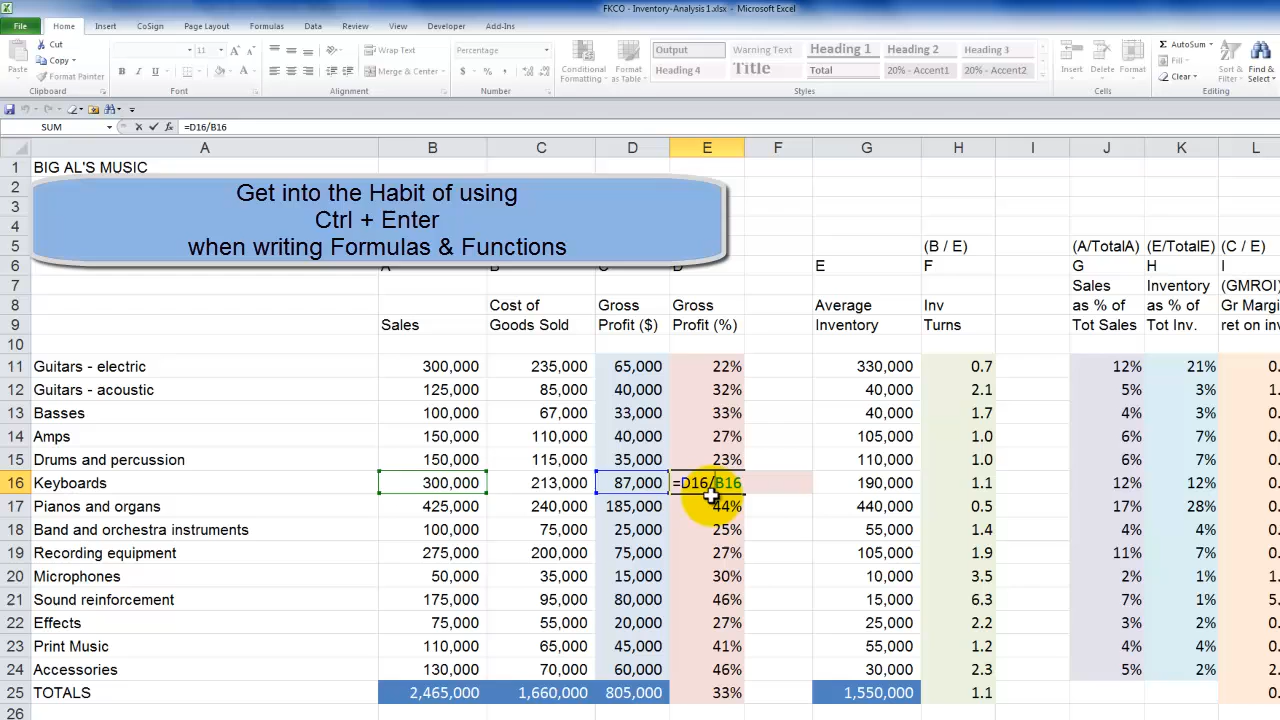 FKCO - Inventory-Analysis 1.xlsx - Microsoft Excel
File Home Insert CoSign Page Layout Formulas Data Review View Developer Add-Ins
Cut 11 Wrap Text Percentage Output Warning Text Heading 1 Heading 2 Heading 3 AutoSum
Paste Copy Format Painter B I U Merge & Center $ % , Conditional Formatting Format as Table Heading 4 Title Total 20% - Accent1 20% - Accent2 Insert Delete Format Fill Clear Sort & Filter Find & Select
Clipboard Font Alignment Number Styles Cells Editing
SUM =D16/B16
A B C D E F G H I J K L
1 BIG AL'S MUSIC
2
3
4
Get into the Habit of using
Ctrl + Enter
when writing Formulas & Functions
5 (B / E) (A/TotalA) (E/TotalE) (C / E)
6 E F G H I
7 Sales Inventory (GMROI)
8 Cost of Gross Gross Average Inv as % of as % of Gr Margi
9 Sales Goods Sold Profit ($) Profit (%) Inventory Turns Tot Sales Tot Inv. ret on inv
10
11 Guitars - electric 300,000 235,000 65,000 22% 330,000 0.7 12% 21% 0.
12 Guitars - acoustic 125,000 85,000 40,000 32% 40,000 2.1 5% 3% 1.
13 Basses 100,000 67,000 33,000 33% 40,000 1.7 4% 3% 0.
14 Amps 150,000 110,000 40,000 27% 105,000 1.0 6% 7% 0.
15 Drums and percussion 150,000 115,000 35,000 23% 110,000 1.0 6% 7% 0.
16 Keyboards 300,000 213,000 87,000 =D16/B16 190,000 1.1 12% 12% 0.
17 Pianos and organs 425,000 240,000 185,000 44% 440,000 0.5 17% 28% 0.
18 Band and orchestra instruments 100,000 75,000 25,000 25% 55,000 1.4 4% 4% 0.
19 Recording equipment 275,000 200,000 75,000 27% 105,000 1.9 11% 7% 0.
20 Microphones 50,000 35,000 15,000 30% 10,000 3.5 2% 1% 1.
21 Sound reinforcement 175,000 95,000 80,000 46% 15,000 6.3 7% 1% 5.
22 Effects 75,000 55,000 20,000 27% 25,000 2.2 3% 2% 0.
23 Print Music 110,000 65,000 45,000 41% 55,000 1.2 4% 4% 0.
24 Accessories 130,000 70,000 60,000 46% 30,000 2.3 5% 2% 2.
25 TOTALS 2,465,000 1,660,000 805,000 33% 1,550,000 1.1 0.
26